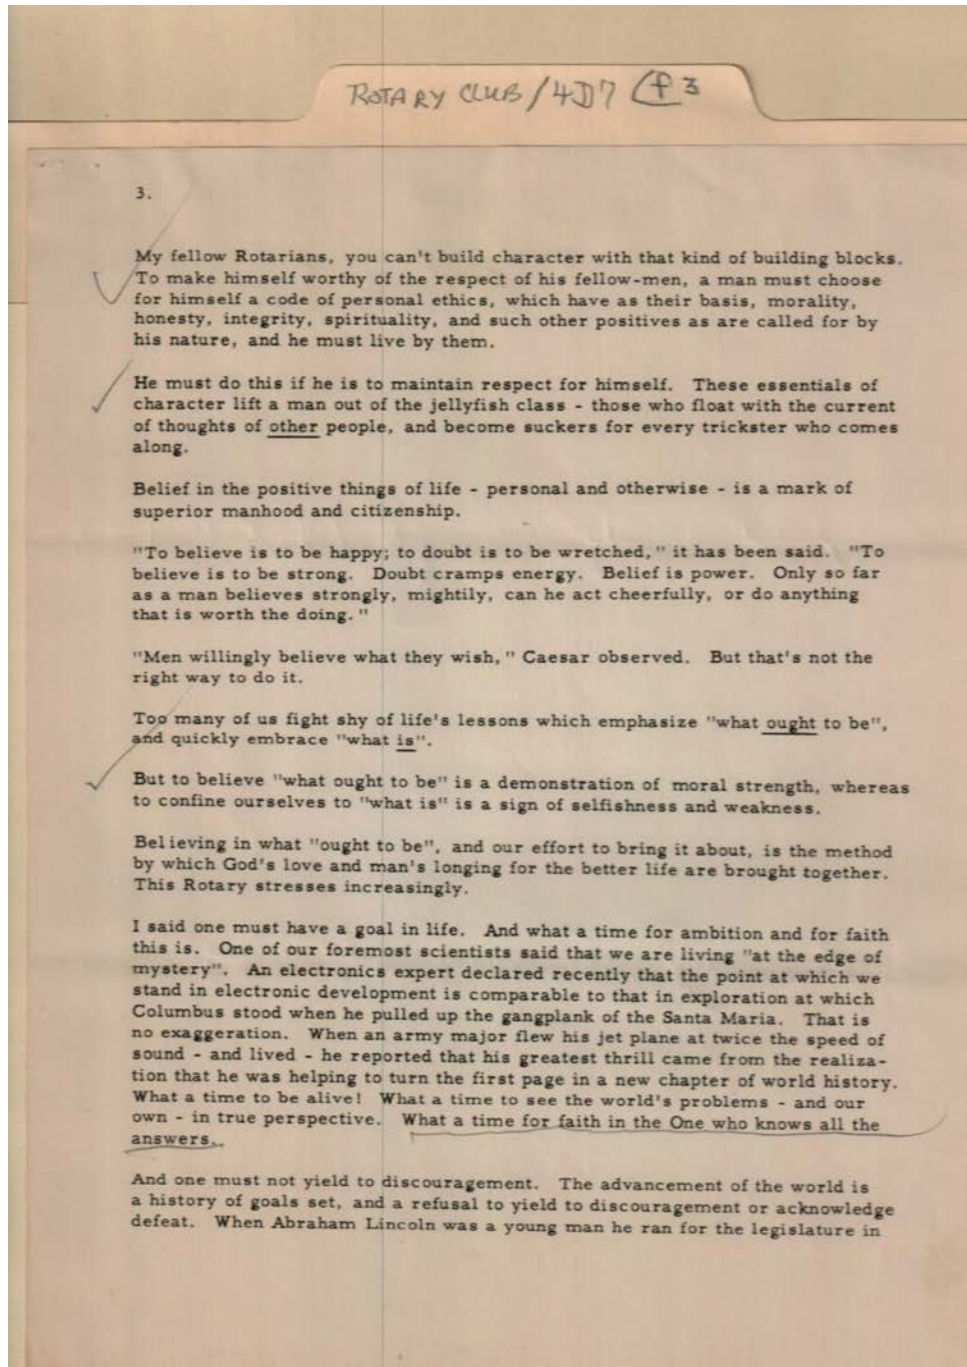 ROTARY CLUB / 4D7 (f3
3.
My fellow Rotarians, you can't build character with that kind of building blocks.
To make himself worthy of the respect of his fellow-men, a man must choose
for himself a code of personal ethics, which have as their basis, morality,
honesty, integrity, spirituality, and such other positives as are called for by
his nature, and he must live by them.
He must do this if he is to maintain respect for himself. These essentials of
character lift a man out of the jellyfish class - those who float with the current
of thoughts of other people, and become suckers for every trickster who comes
along.
Belief in the positive things of life - personal and otherwise - is a mark of
superior manhood and citizenship.
"To believe is to be happy; to doubt is to be wretched," it has been said. "To
believe is to be strong. Doubt cramps energy. Belief is power. Only so far
as a man believes strongly, mightily, can he act cheerfully, or do anything
that is worth the doing."
"Men willingly believe what they wish," Caesar observed. But that's not the
right way to do it.
Too many of us fight shy of life's lessons which emphasize "what ought to be",
and quickly embrace "what is".
But to believe "what ought to be" is a demonstration of moral strength, whereas
to confine ourselves to "what is" is a sign of selfishness and weakness.
Believing in what "ought to be", and our effort to bring it about, is the method
by which God's love and man's longing for the better life are brought together.
This Rotary stresses increasingly.
I said one must have a goal in life. And what a time for ambition and for faith
this is. One of our foremost scientists said that we are living "at the edge of
mystery". An electronics expert declared recently that the point at which we
stand in electronic development is comparable to that in exploration at which
Columbus stood when he pulled up the gangplank of the Santa Maria. That is
no exaggeration. When an army major flew his jet plane at twice the speed of
sound - and lived - he reported that his greatest thrill came from the realiza-
tion that he was helping to turn the first page in a new chapter of world history.
What a time to be alive! What a time to see the world's problems - and our
own - in true perspective. What a time for faith in the One who knows all the
answers.
And one must not yield to discouragement. The advancement of the world is
a history of goals set, and a refusal to yield to discouragement or acknowledge
defeat. When Abraham Lincoln was a young man he ran for the legislature in